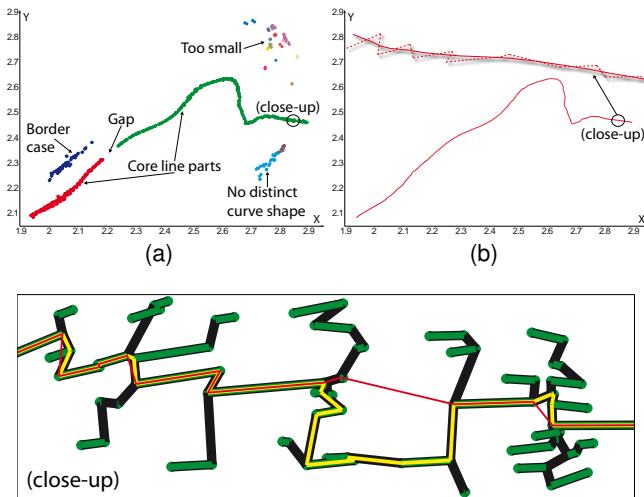 Y
2.9
2.8
2.7
2.6
2.5
2.4
2.3
2.2
2.1
Too small
(close-up)
Border
case
Gap
Core line parts
No distinct
curve shape
X
1.9 2.0 2.1 2.2 2.3 2.4 2.5 2.6 2.7 2.8 2.9
(a)
Y
2.9
2.8
2.7
2.6
2.5
2.4
2.3
2.2
2.1
(close-up)
X
1.9 2.0 2.1 2.2 2.3 2.4 2.5 2.6 2.7 2.8 2.9
(b)
(close-up)